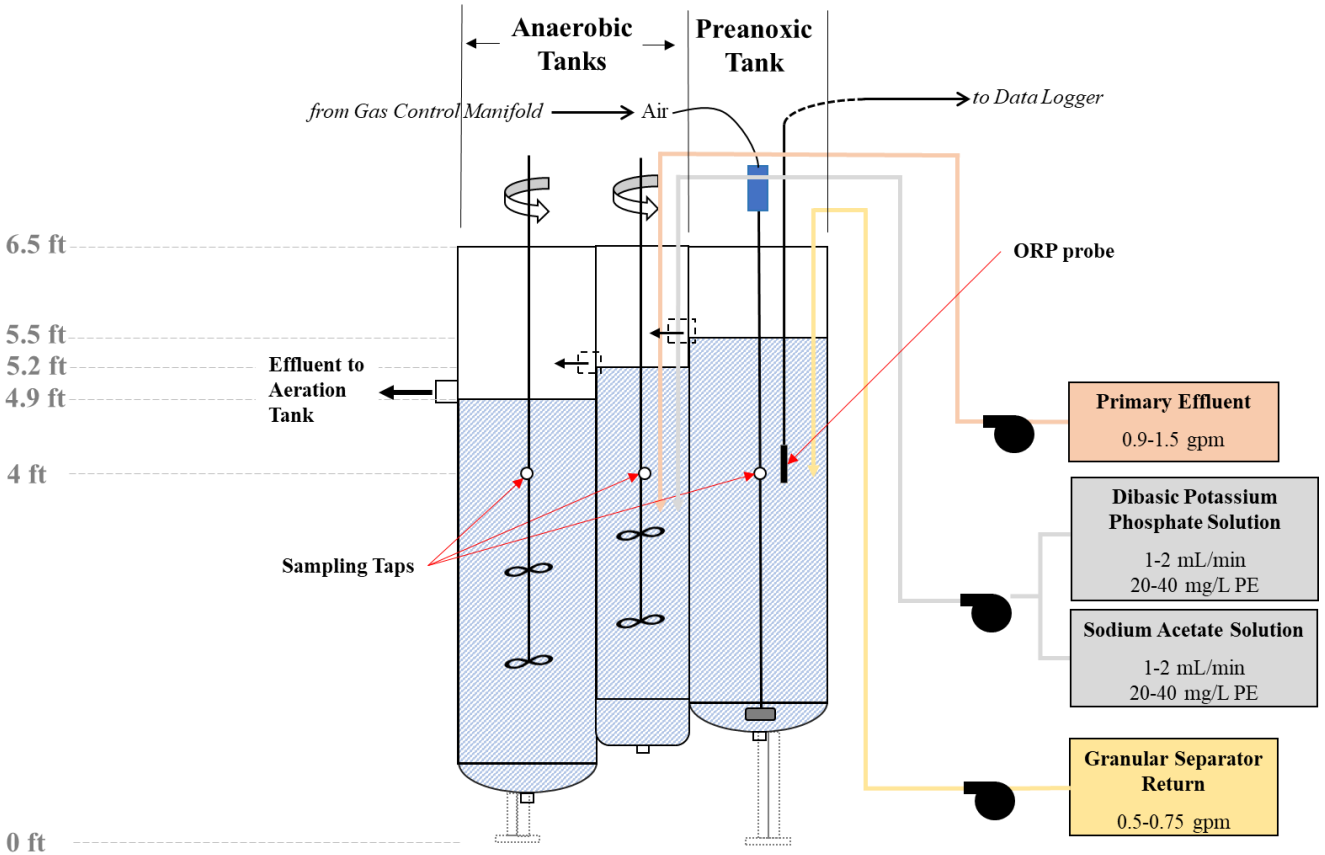 Anaerobic
Tanks
Preanoxic
Tank
from Gas Control Manifold
Air
to Data Logger
6.5 ft
ORP probe
5.5 ft
5.2 ft
4.9 ft
Effluent to
Aeration
Tank
4 ft
Sampling Taps
Primary Effluent
0.9-1.5 gpm
Dibasic Potassium
Phosphate Solution
1-2 mL/min
20-40 mg/L PE
Sodium Acetate Solution
1-2 mL/min
20-40 mg/L PE
Granular Separator
Return
0.5-0.75 gpm
0 ft